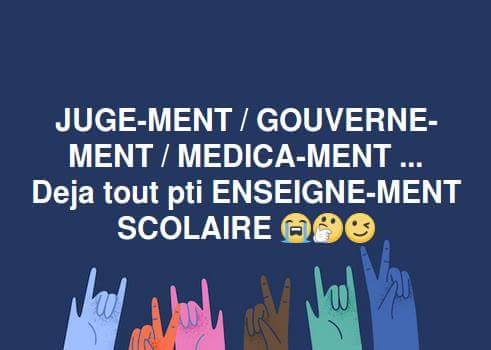 JUGE-MENT / GOUVERNE-
MENT / MEDICA-MENT ...
Deja tout pti ENSEIGNE-MENT
SCOLAIRE 😭🤔😉